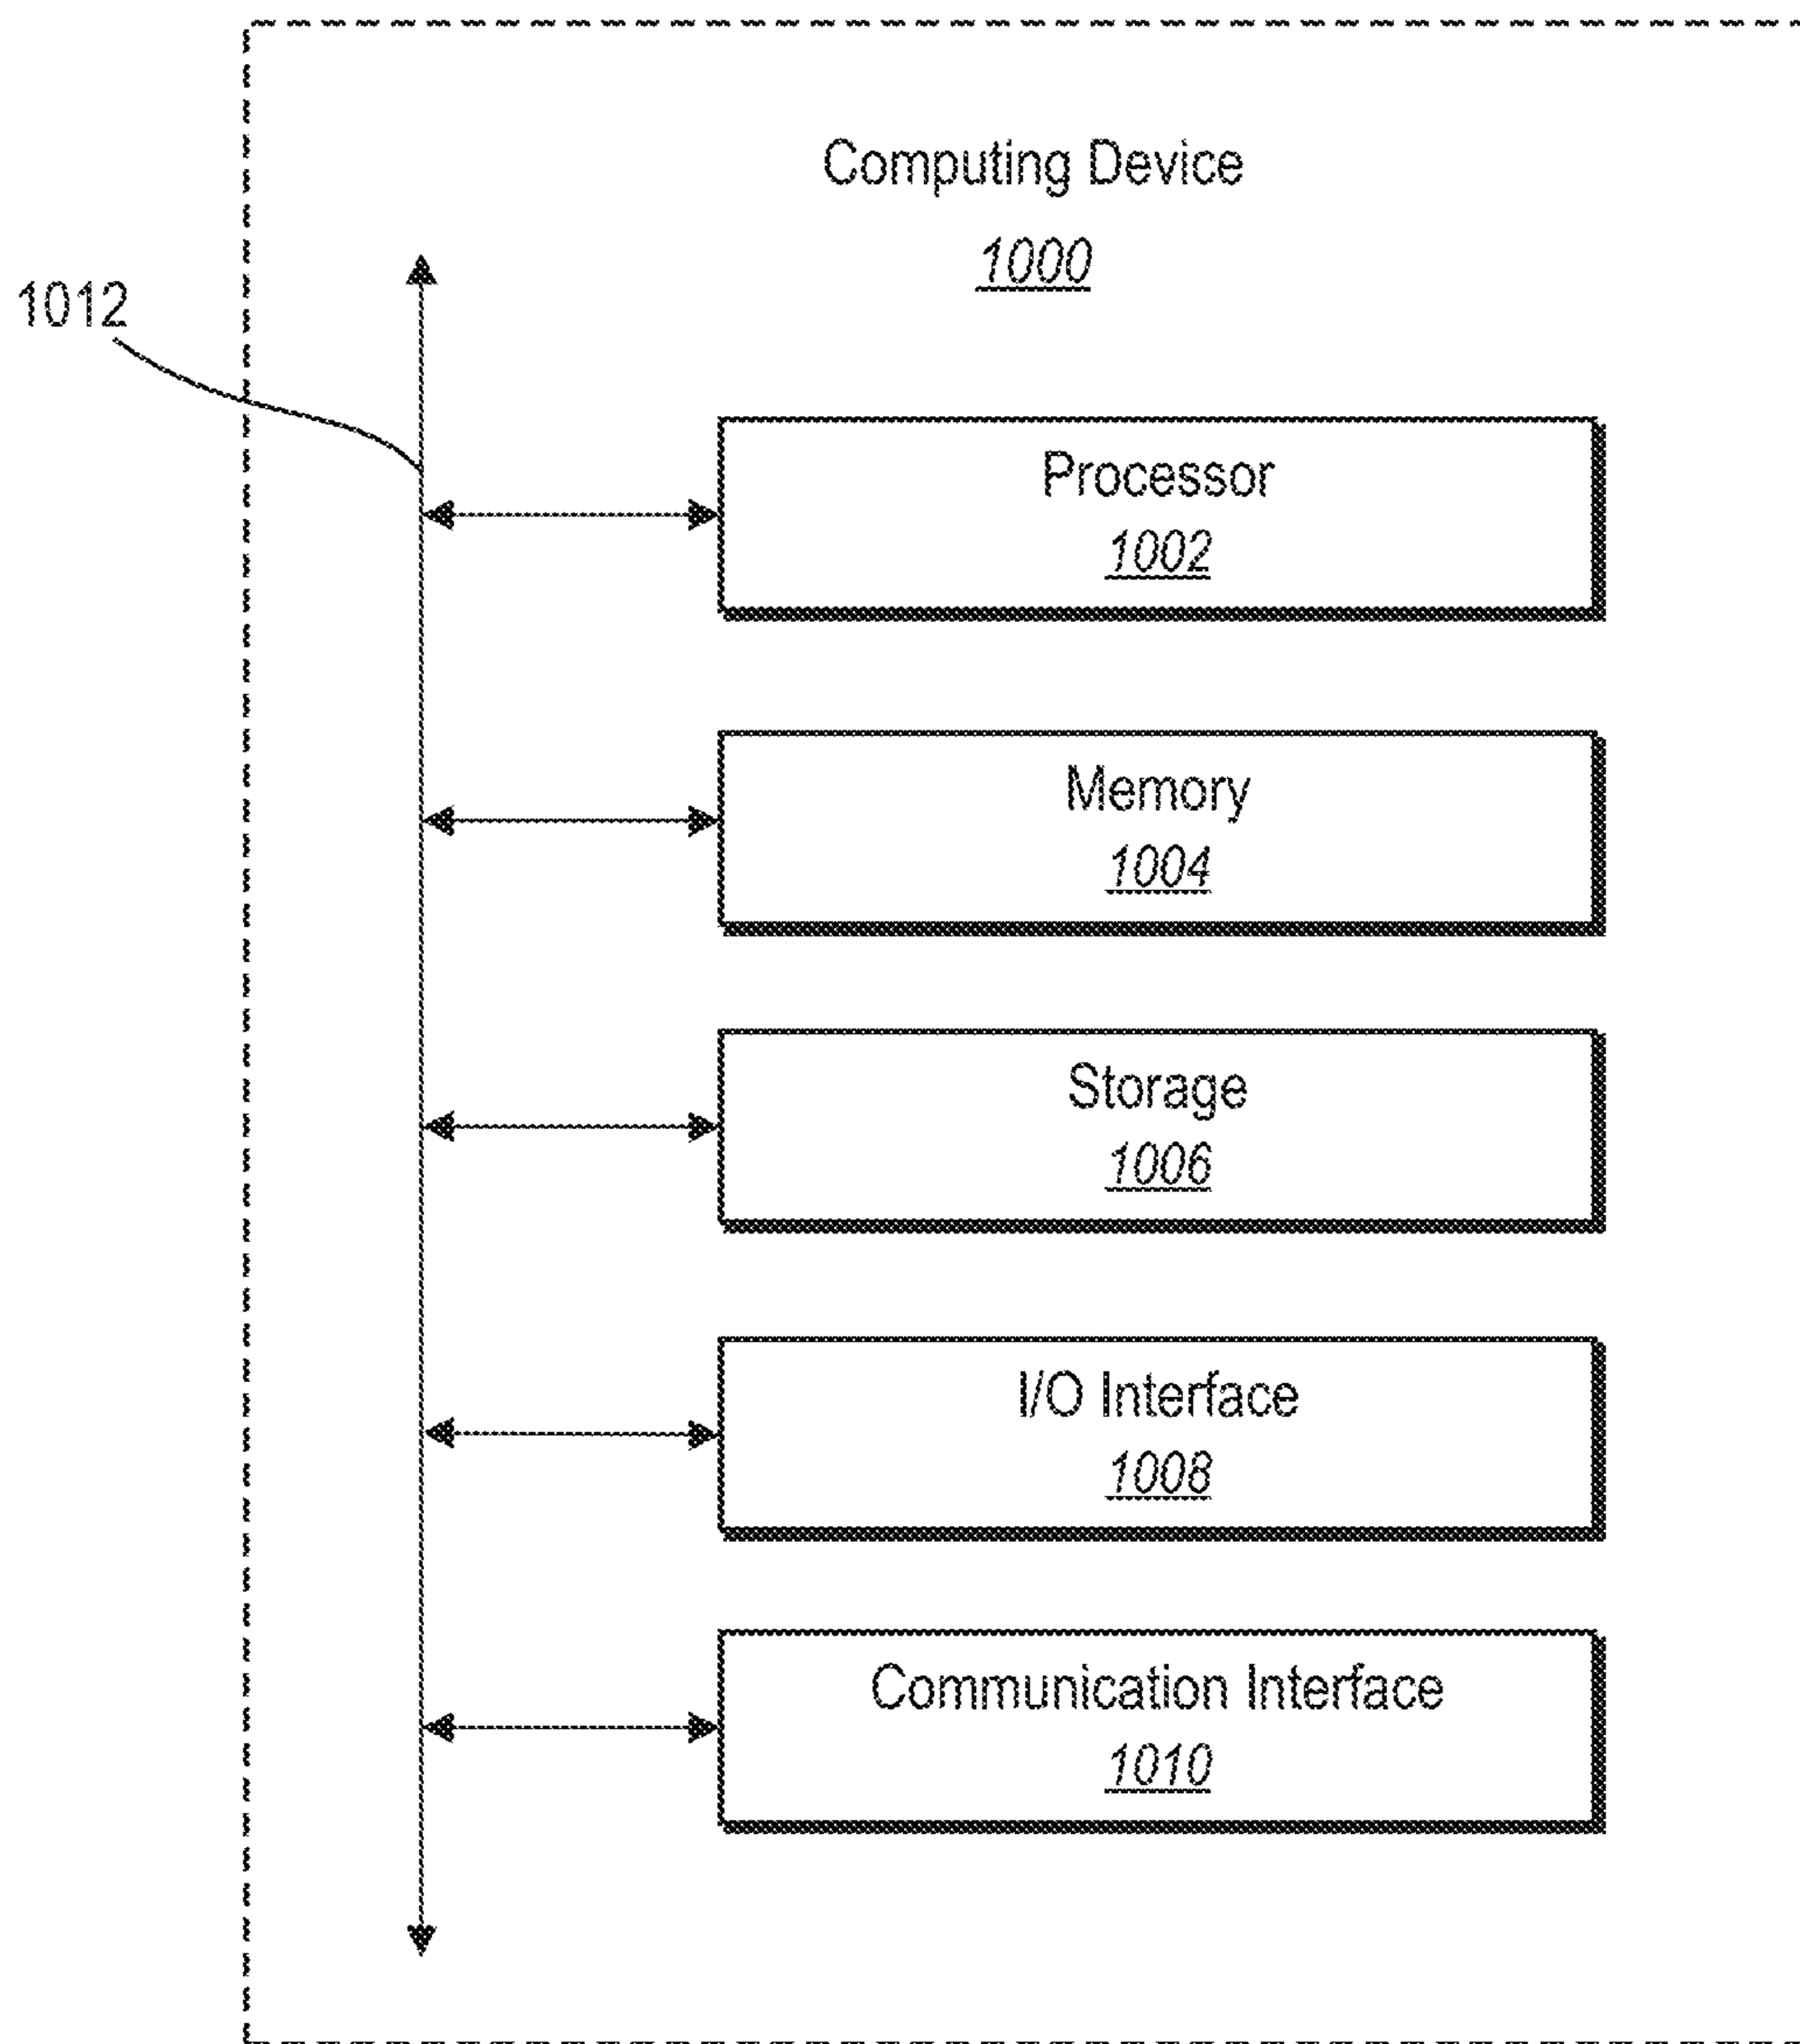 Computing Device
1000
1012
Processor
1002
Memory
1004
Storage
1006
I/O Interface
1008
Communication Interface
1010